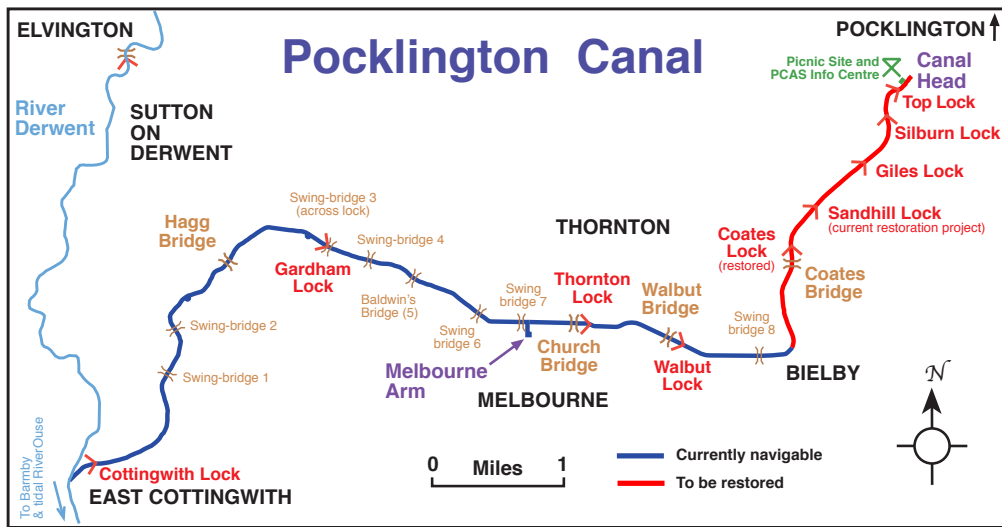 ELVINGTON
Pocklington Canal
POCKLINGTON
Picnic Site and
PCAS Info Centre
Canal
Head
River
Derwent
SUTTON
ON
DERWENT
Top Lock
Silburn Lock
Giles Lock
Sandhill Lock
(current restoration project)
Swing-bridge 3
(across lock)
Hagg
Bridge
Swing-bridge 4
THORNTON
Coates
Lock
(restored)
Coates
Bridge
Gardham
Lock
Baldwin's
Bridge (5)
Swing
bridge 7
Thornton
Lock
Walbut
Bridge
Swing-bridge 2
Swing
bridge 6
Swing
bridge 8
Church
Bridge
Walbut
Lock
Melbourne
Arm
Swing-bridge 1
BIELBY
MELBOURNE
N
Cottingwith Lock
EAST COTTINGWITH
To Barmby
& tidal RiverOuse
0 Miles 1
Currently navigable
To be restored